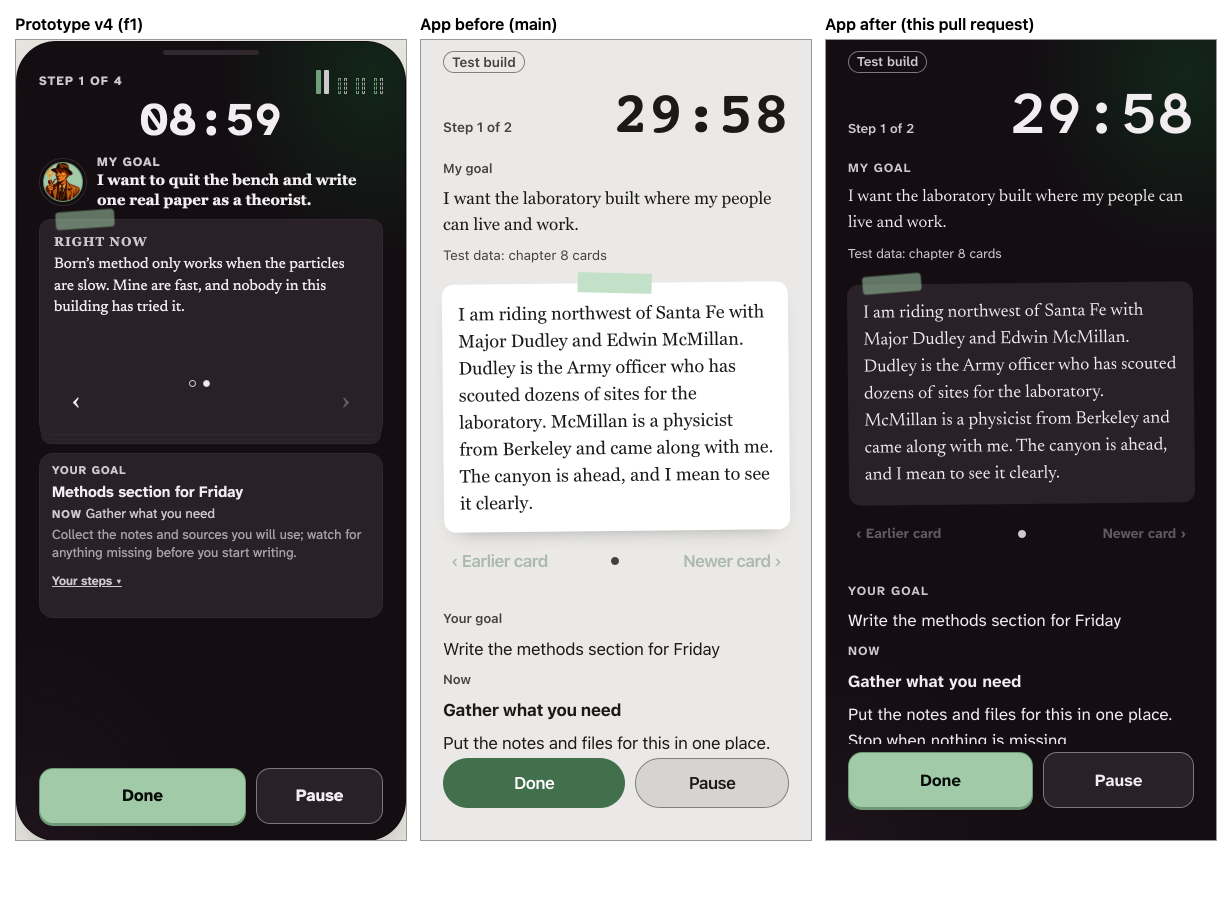 Prototype v4 (f1)
STEP 1 OF 4
08:59
MY GOAL
I want to quit the bench and write
one real paper as a theorist.
RIGHT NOW
Born’s method only works when the particles
are slow. Mine are fast, and nobody in this
building has tried it.
‹ ›
YOUR GOAL
Methods section for Friday
NOW Gather what you need
Collect the notes and sources you will use; watch for
anything missing before you start writing.
Your steps ▾
Done Pause
App before (main)
Test build
Step 1 of 2 29:58
My goal
I want the laboratory built where my people
can live and work.
Test data: chapter 8 cards
I am riding northwest of Santa Fe with
Major Dudley and Edwin McMillan.
Dudley is the Army officer who has
scouted dozens of sites for the
laboratory. McMillan is a physicist
from Berkeley and came along with me.
The canyon is ahead, and I mean to see
it clearly.
‹ Earlier card Newer card ›
Your goal
Write the methods section for Friday
Now
Gather what you need
Put the notes and files for this in one place.
Done Pause
App after (this pull request)
Test build
Step 1 of 2 29:58
MY GOAL
I want the laboratory built where my people can
live and work.
Test data: chapter 8 cards
I am riding northwest of Santa Fe with
Major Dudley and Edwin McMillan.
Dudley is the Army officer who has scouted
dozens of sites for the laboratory.
McMillan is a physicist from Berkeley and
came along with me. The canyon is ahead,
and I mean to see it clearly.
‹ Earlier card Newer card ›
YOUR GOAL
Write the methods section for Friday
NOW
Gather what you need
Put the notes and files for this in one place.
Stop when nothing is missing
Done Pause